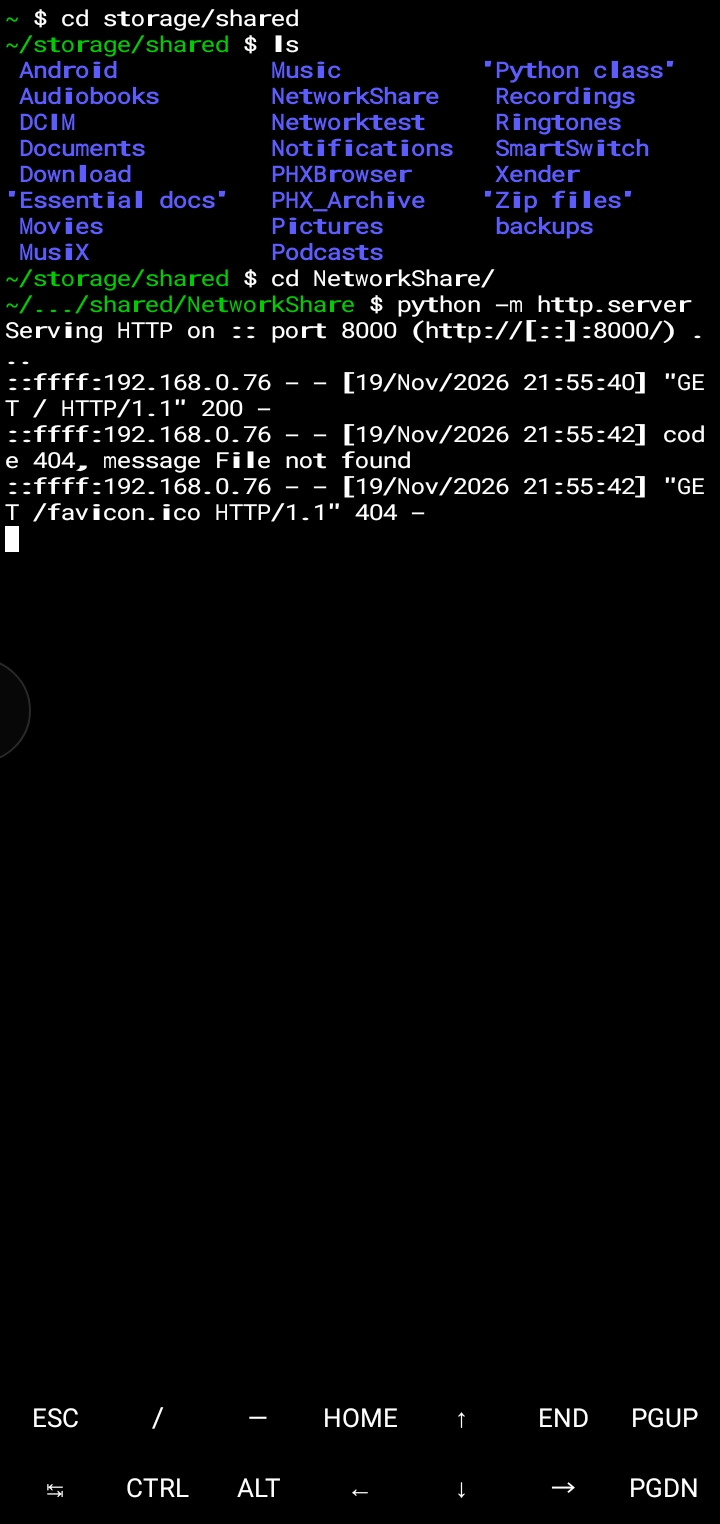 ~ $ cd storage/shared
~/storage/shared $ ls
Android Music 'Python class'
Audiobooks NetworkShare Recordings
DCIM Networktest Ringtones
Documents Notifications SmartSwitch
Download PHXBrowser Xender
'Essential docs' PHX_Archive 'Zip files'
Movies Pictures backups
MusiX Podcasts
~/storage/shared $ cd NetworkShare/
~/.../shared/NetworkShare $ python -m http.server
Serving HTTP on :: port 8000 (http://[::]:8000/) .
..
::ffff:192.168.0.76 - - [19/Nov/2026 21:55:40] "GE
T / HTTP/1.1" 200 -
::ffff:192.168.0.76 - - [19/Nov/2026 21:55:42] cod
e 404, message File not found
::ffff:192.168.0.76 - - [19/Nov/2026 21:55:42] "GE
T /favicon.ico HTTP/1.1" 404 -
ESC / — HOME ↑ END PGUP
↹ CTRL ALT ← ↓ → PGDN